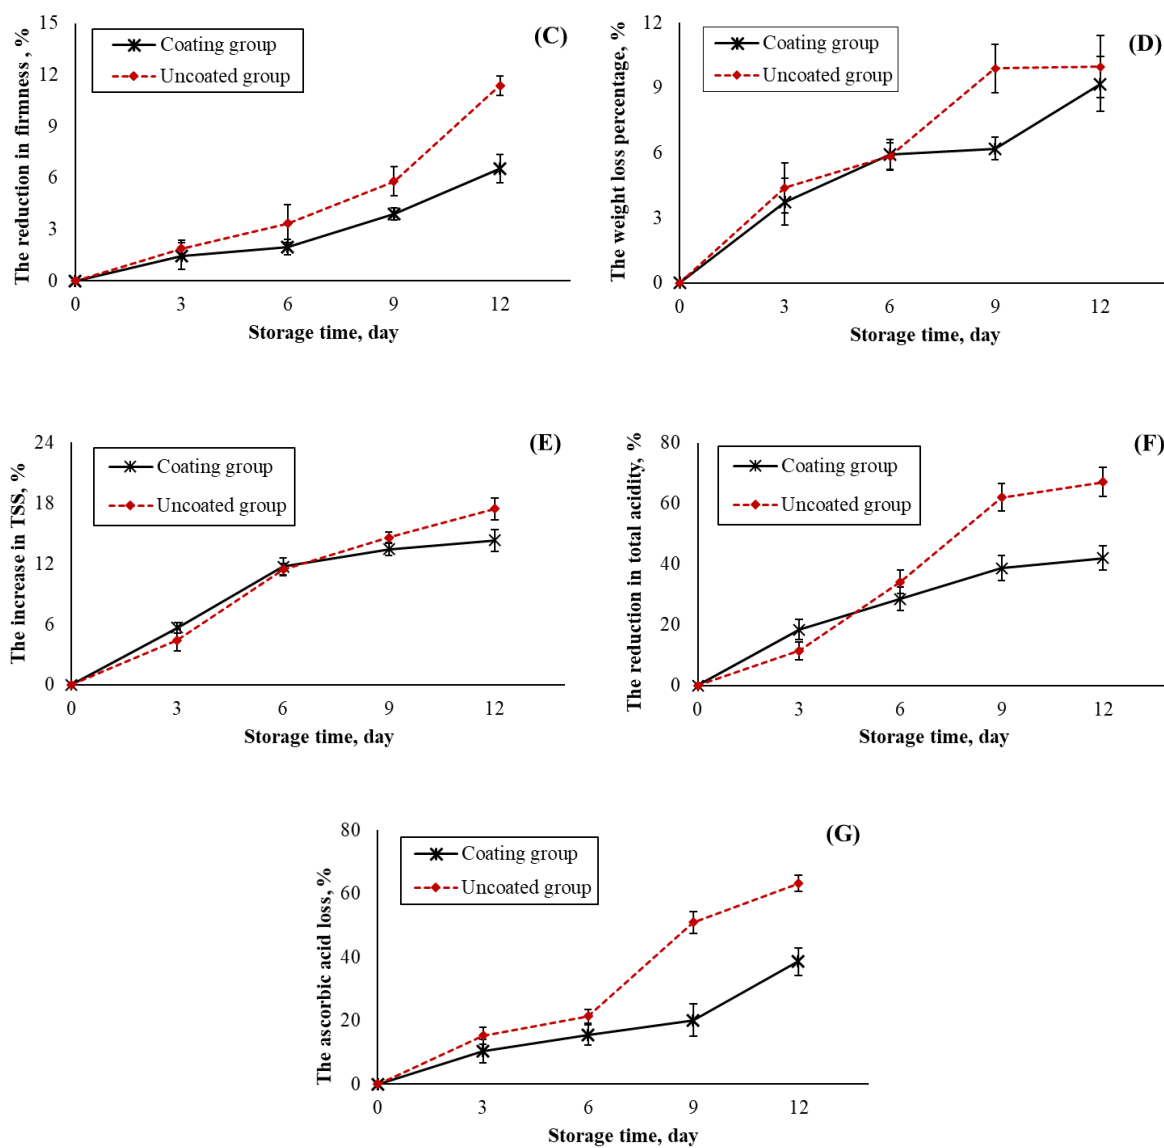 The reduction in firmness, %
15
12
9
6
3
0
Coating group
Uncoated group
(C)
0 3 6 9 12
Storage time, day
The weight loss percentage, %
12
9
6
3
0
Coating group
Uncoated group
(D)
0 3 6 9 12
Storage time, day
The increase in TSS, %
24
18
12
6
0
Coating group
Uncoated group
(E)
0 3 6 9 12
Storage time, day
The reduction in total acidity, %
80
60
40
20
0
Coating group
Uncoated group
(F)
0 3 6 9 12
Storage time, day
The ascorbic acid loss, %
80
60
40
20
0
Coating group
Uncoated group
(G)
0 3 6 9 12
Storage time, day